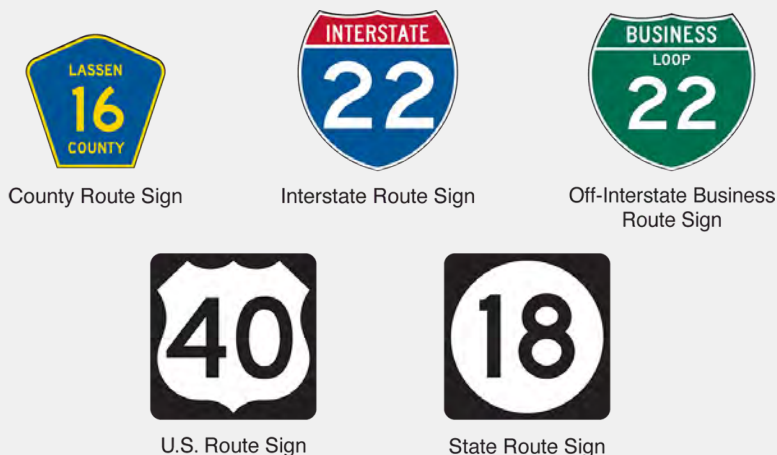 LASSEN
16
COUNTY
County Route Sign
INTERSTATE
22
Interstate Route Sign
BUSINESS
LOOP
22
Off-Interstate Business
Route Sign
40
U.S. Route Sign
18
State Route Sign